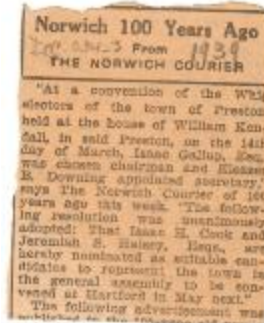 Norwich 100 Years Ago
From 1939
THE NORWICH COURIER
"At a convention of the Whig
electors of the town of Preston
held at the house of William Ken-
dall, in said Preston, on the 14th
day of March, Isaac Gallup, Esq.
was chosen chairman and Eleazer
B. Downing appointed secretary,"
says The Norwich Courier of 100
years ago this week. "The follow-
ing resolution was unanimously
adopted: That Isaac H. Cook and
Jeremiah S. Halsey, Esqs., are
hereby nominated as suitable can-
didates to represent the town in
the general assembly to be con-
vened at Hartford in May next."
The following advertisement was
published in the